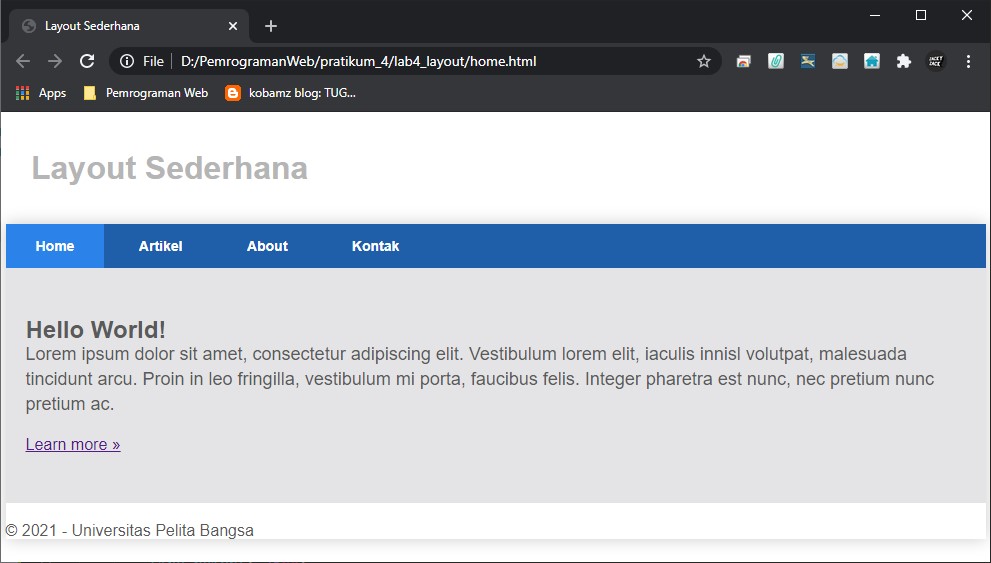 Layout Sederhana
File D:/PemrogramanWeb/pratikum_4/lab4_layout/home.html
Apps Pemrograman Web kobamz blog: TUG...
Layout Sederhana
Home Artikel About Kontak
Hello World!
Lorem ipsum dolor sit amet, consectetur adipiscing elit. Vestibulum lorem elit, iaculis innisl volutpat, malesuada
tincidunt arcu. Proin in leo fringilla, vestibulum mi porta, faucibus felis. Integer pharetra est nunc, nec pretium nunc
pretium ac.
Learn more »
© 2021 - Universitas Pelita Bangsa